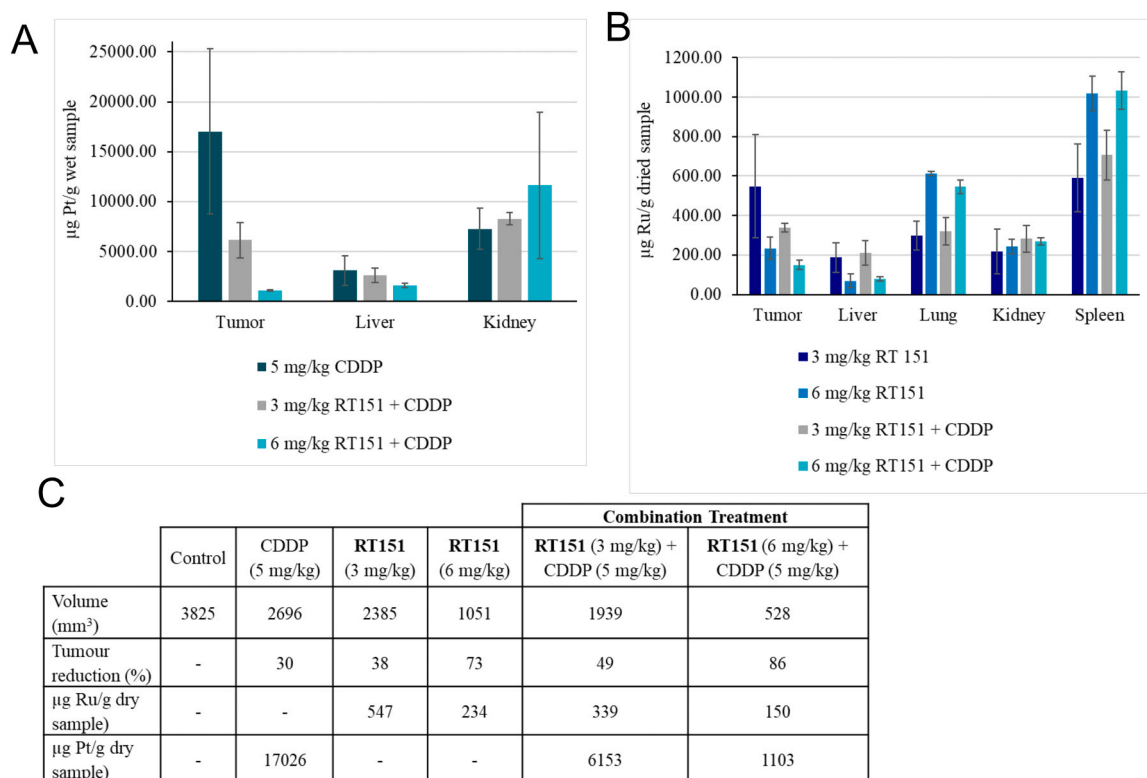 A
µg Pt/g wet sample
25000.00
20000.00
15000.00
10000.00
5000.00
0.00
Tumor Liver Kidney
5 mg/kg CDDP
3 mg/kg RT151 + CDDP
6 mg/kg RT151 + CDDP
B
µg Ru/g dried sample
1200.00
1000.00
800.00
600.00
400.00
200.00
0.00
Tumor Liver Lung Kidney Spleen
3 mg/kg RT 151
6 mg/kg RT151
3 mg/kg RT151 + CDDP
6 mg/kg RT151 + CDDP
C
Combination Treatment
Control CDDP (5 mg/kg) RT151 (3 mg/kg) RT151 (6 mg/kg) RT151 (3 mg/kg) + CDDP (5 mg/kg) RT151 (6 mg/kg) + CDDP (5 mg/kg)
Volume (mm³) 3825 2696 2385 1051 1939 528
Tumour reduction (%) - 30 38 73 49 86
µg Ru/g dry sample) - - 547 234 339 150
µg Pt/g dry sample) - 17026 - - 6153 1103